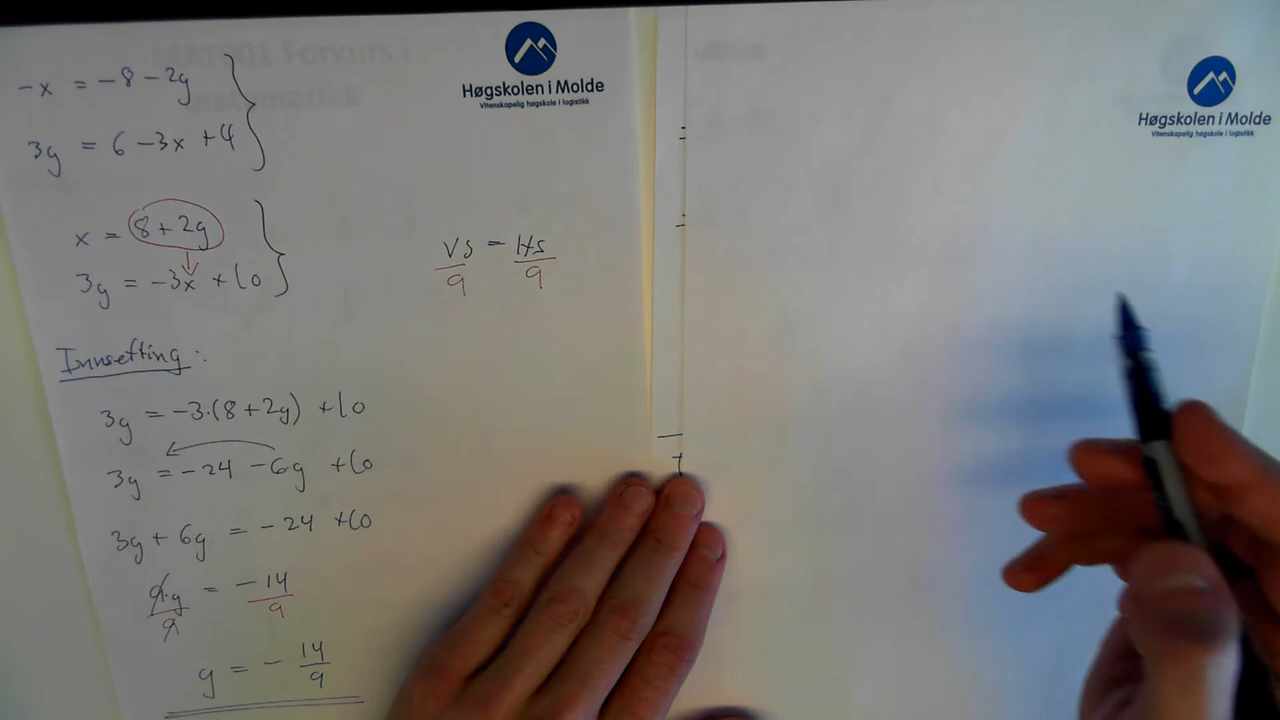 Høgskolen i Molde
Vitenskapelig høgskole i logistikk
-x = -8 - 2y
3y = 6 - 3x + 4
x = 8 + 2y
3y = -3x + 10
VS/9 = HS/9
Innsetting:
3y = -3·(8 + 2y) + 10
3y = -24 - 6y + 10
3y + 6y = -24 + 10
9·y/9 = -14/9
y = - 14/9
Høgskolen i Molde
Vitenskapelig høgskole i logistikk